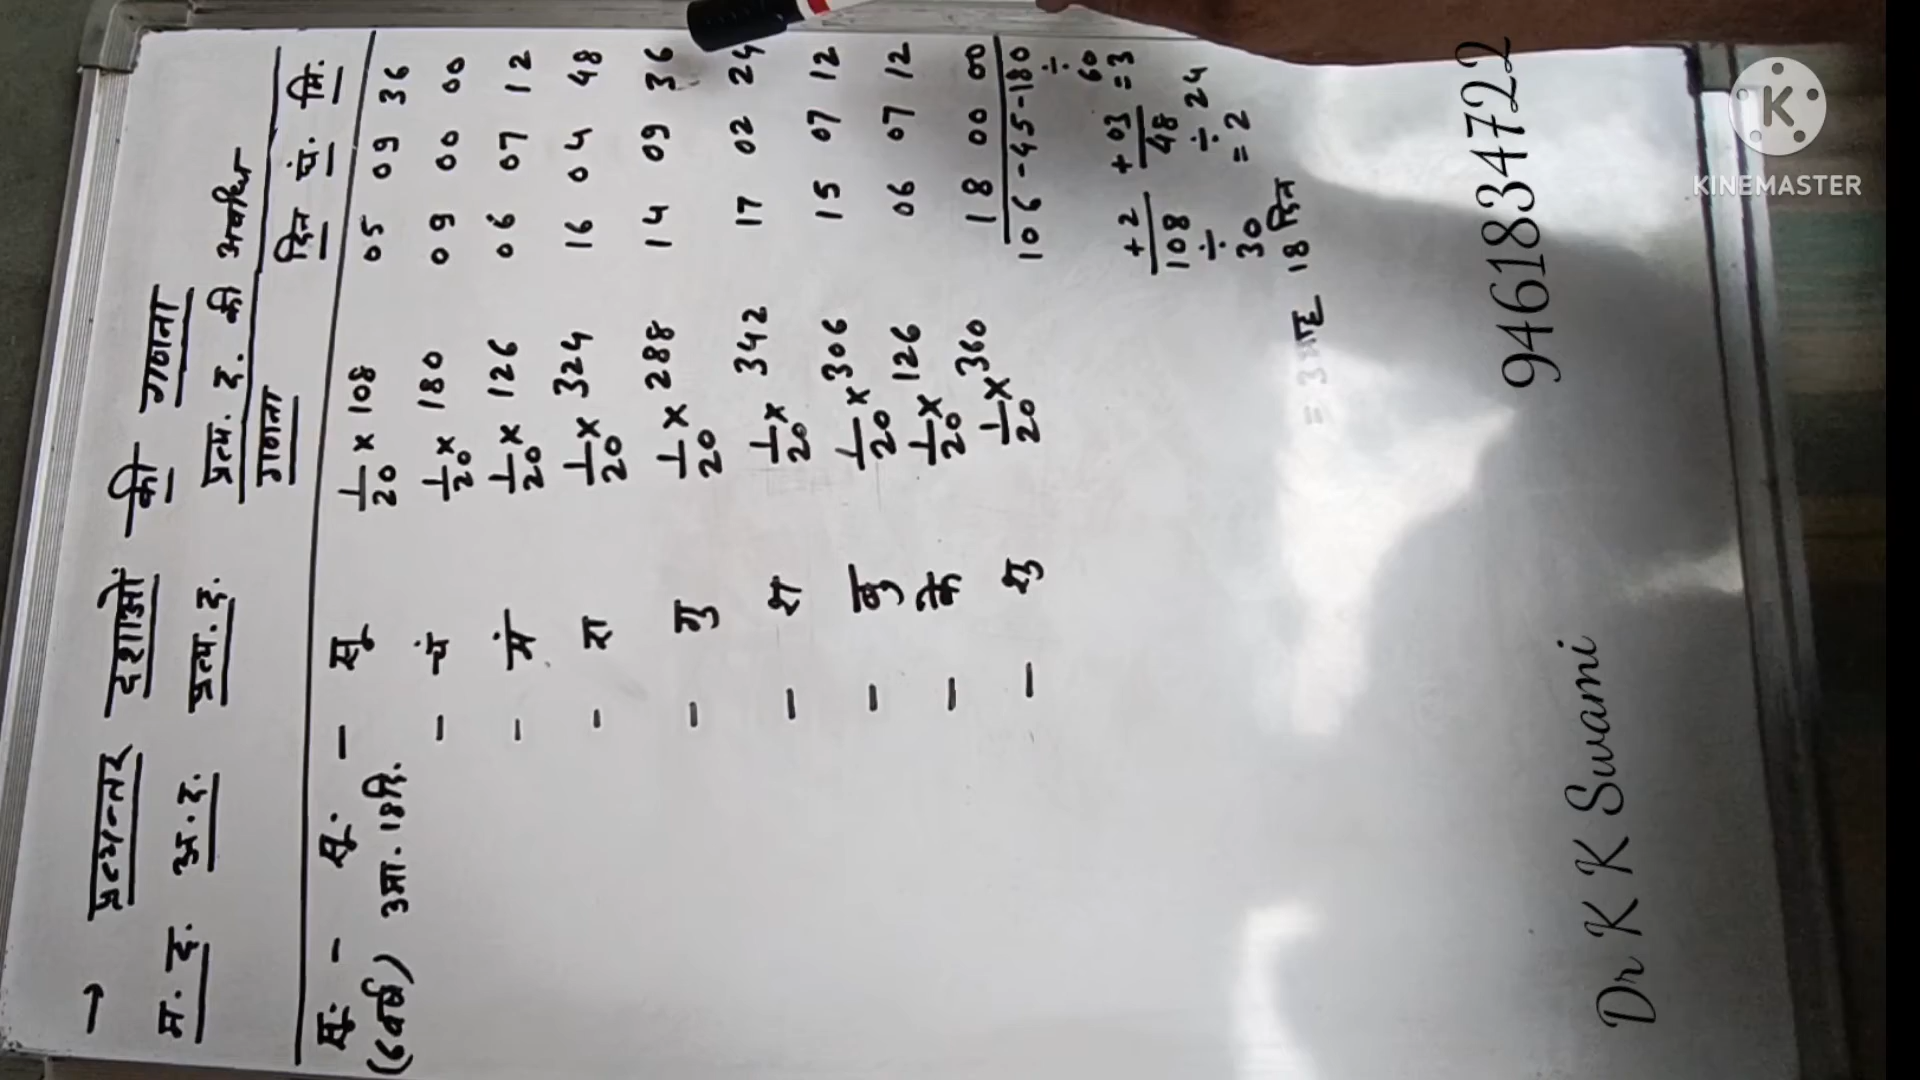 → प्रत्यन्तर दशाओं की गणना
म. द. अ. द. प्रत्य. द. प्रत्य. द. की अवधि
गणना दिन घं. मि.
सू. - सू. - सू 1/20 × 108 05 09 36
(6वर्ष) 3मा. 18दि. - चं 1/20 × 180 09 00 00
- मं 1/20 × 126 06 07 12
- रा 1/20 × 324 16 04 48
- गु 1/20 × 288 14 09 36
- श 1/20 × 342 17 02 24
- बु 1/20 × 306 15 07 12
- के 1/20 × 126 06 07 12
- शु 1/20 × 360 18 00 00
106 - 45 - 180
÷
60
+ 2 + 03 = 3
108 48
÷ ÷ 24
30 = 2
= 3 माह 18 दिन
Dr K K Swami 9461834722
K
KINEMASTER